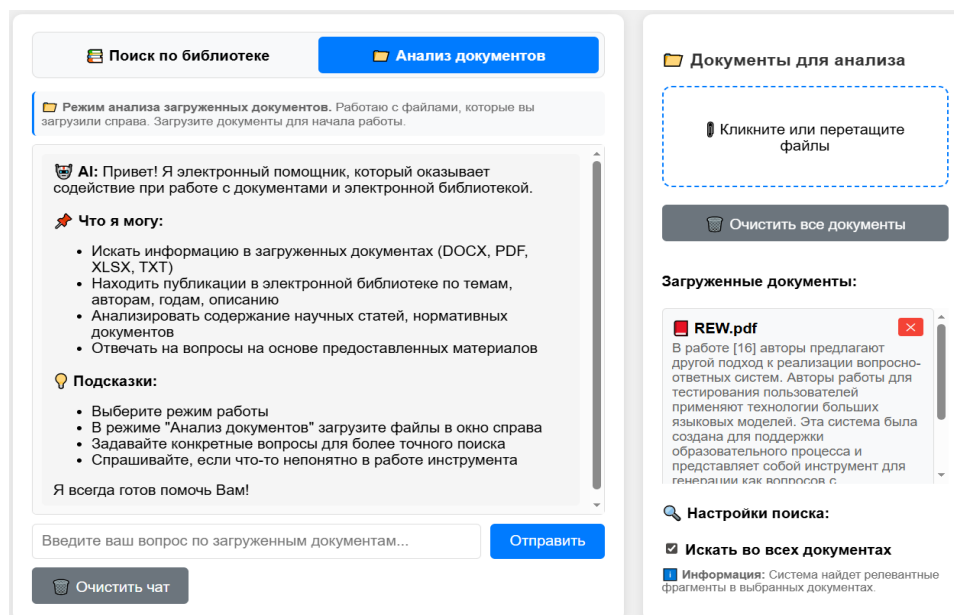 Поиск по библиотеке
Анализ документов
Режим анализа загруженных документов. Работаю с файлами, которые вы
загрузили справа. Загрузите документы для начала работы.
AI: Привет! Я электронный помощник, который оказывает
содействие при работе с документами и электронной библиотекой.
Что я могу:
• Искать информацию в загруженных документах (DOCX, PDF,
XLSX, TXT)
• Находить публикации в электронной библиотеке по темам,
авторам, годам, описанию
• Анализировать содержание научных статей, нормативных
документов
• Отвечать на вопросы на основе предоставленных материалов
Подсказки:
• Выберите режим работы
• В режиме "Анализ документов" загрузите файлы в окно справа
• Задавайте конкретные вопросы для более точного поиска
• Спрашивайте, если что-то непонятно в работе инструмента
Я всегда готов помочь Вам!
Введите ваш вопрос по загруженным документам...
Отправить
Очистить чат
Документы для анализа
Кликните или перетащите
файлы
Очистить все документы
Загруженные документы:
REW.pdf
В работе [16] авторы предлагают
другой подход к реализации вопросно-
ответных систем. Авторы работы для
тестирования пользователей
применяют технологии больших
языковых моделей. Эта система была
создана для поддержки
образовательного процесса и
представляет собой инструмент для
генерации как вопросов с
Настройки поиска:
Искать во всех документах
Информация: Система найдет релевантные
фрагменты в выбранных документах.